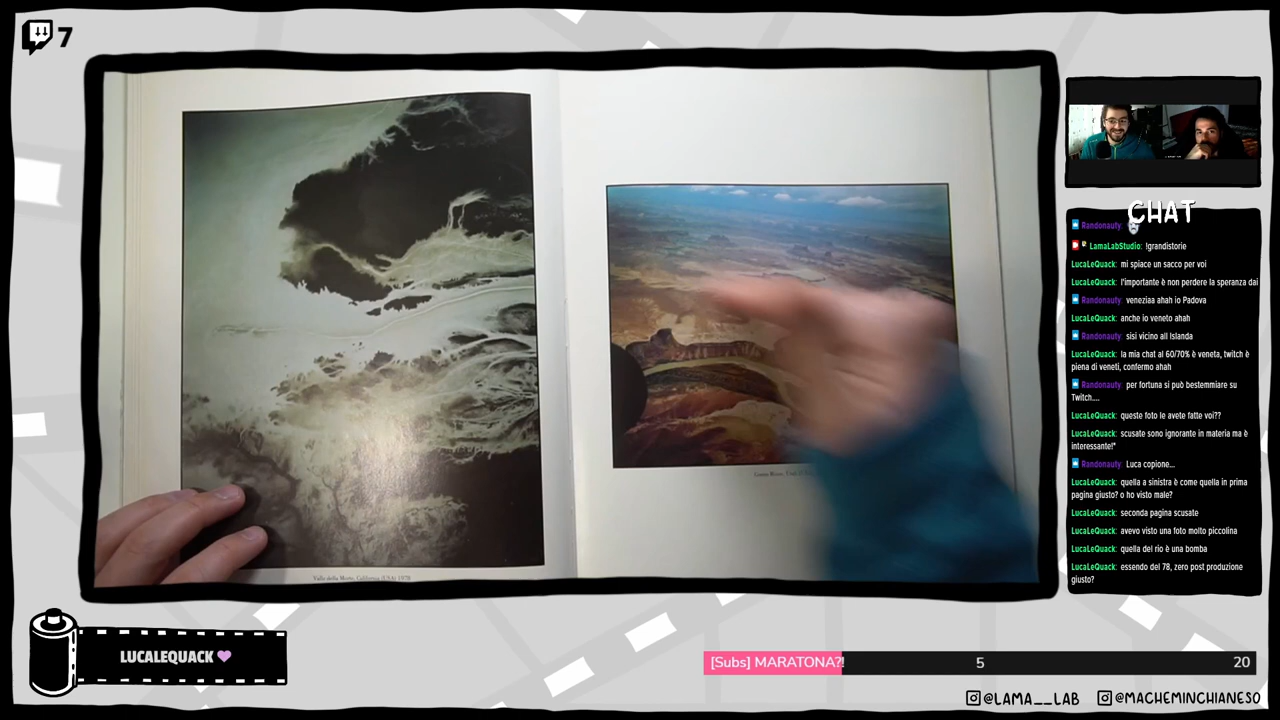 7
CHAT
Randonauty:
LamaLabStudio: !grandistorie
LucaLeQuack: mi spiace un sacco per voi
LucaLeQuack: l'importante è non perdere la speranza dai
Randonauty: veneziaa ahah io Padova
LucaLeQuack: anche io veneto ahah
Randonauty: sisi vicino all Islanda
LucaLeQuack: la mia chat al 60/70% è veneta, twitch è
piena di veneti, confermo ahah
Randonauty: per fortuna si può bestemmiare su
Twitch....
LucaLeQuack: queste foto le avete fatte voi??
LucaLeQuack: scusate sono ignorante in materia ma è
interessante!*
Randonauty: Luca copione...
LucaLeQuack: quella a sinistra è come quella in prima
pagina giusto? o ho visto male?
LucaLeQuack: seconda pagina scusate
LucaLeQuack: avevo visto una foto molto piccolina
LucaLeQuack: quella del rio è una bomba
LucaLeQuack: essendo del 78, zero post produzione
giusto?
Valle della Morte, California (USA) 1978
LUCALEQUACK
[Subs] MARATONA?! 5 20
@LAMA__LAB @MACHEMINCHIANESO